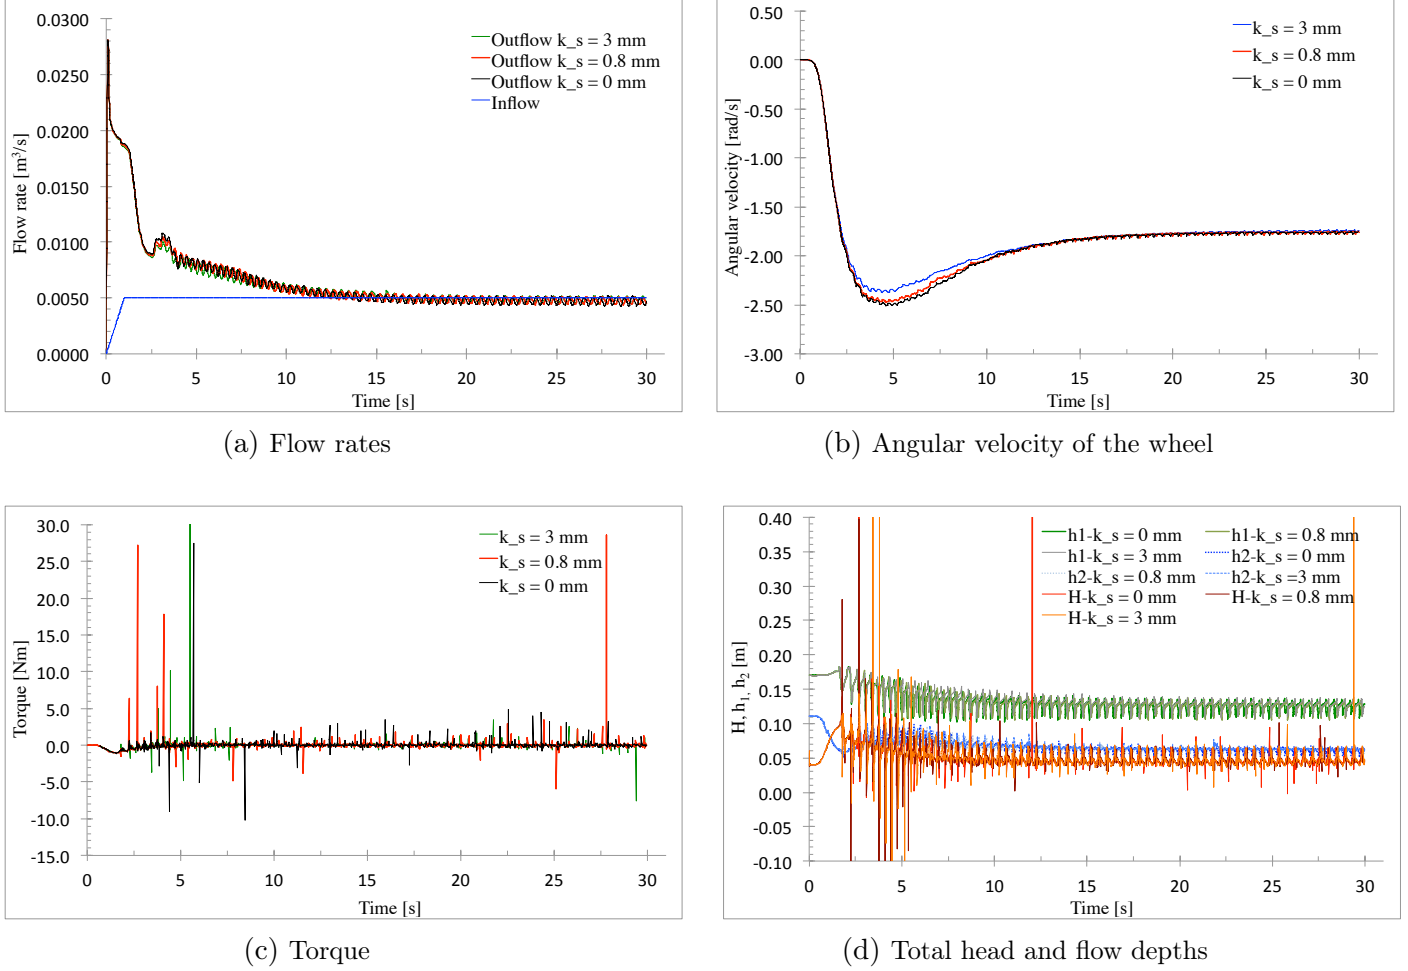 0.0300
0.0250
0.0200
0.0150
0.0100
0.0050
0.0000
Flow rate [m³/s]
Outflow k_s = 3 mm
Outflow k_s = 0.8 mm
Outflow k_s = 0 mm
Inflow
0 5 10 15 20 25 30
Time [s]
(a) Flow rates
0.50
0.00
-0.50
-1.00
-1.50
-2.00
-2.50
-3.00
Angular velocity [rad/s]
k_s = 3 mm
k_s = 0.8 mm
k_s = 0 mm
0 5 10 15 20 25 30
Time [s]
(b) Angular velocity of the wheel
30.0
25.0
20.0
15.0
10.0
5.0
0.0
-5.0
-10.0
-15.0
Torque [Nm]
k_s = 3 mm
k_s = 0.8 mm
k_s = 0 mm
0 5 10 15 20 25 30
Time [s]
(c) Torque
0.40
0.35
0.30
0.25
0.20
0.15
0.10
0.05
0.00
-0.05
-0.10
H, h₁, h₂ [m]
h1-k_s = 0 mm h1-k_s = 0.8 mm
h1-k_s = 3 mm h2-k_s = 0 mm
h2-k_s = 0.8 mm h2-k_s =3 mm
H-k_s = 0 mm H-k_s = 0.8 mm
H-k_s = 3 mm
0 5 10 15 20 25 30
Time [s]
(d) Total head and flow depths